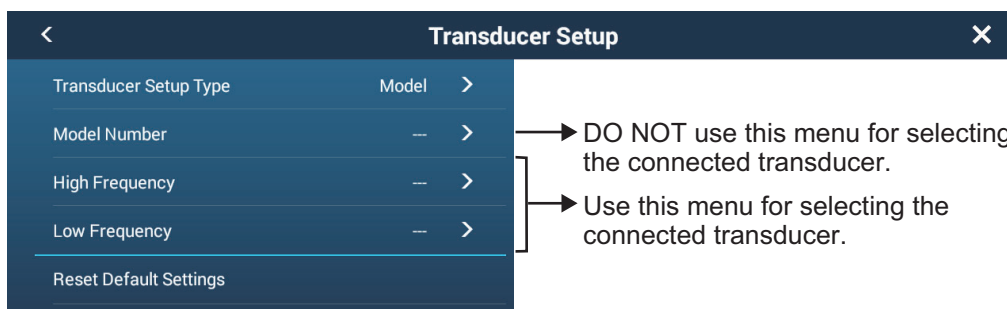 Transducer Setup
Transducer Setup Type Model
Model Number ---
DO NOT use this menu for selecting
the connected transducer.
High Frequency ---
Use this menu for selecting the
connected transducer.
Low Frequency ---
Reset Default Settings